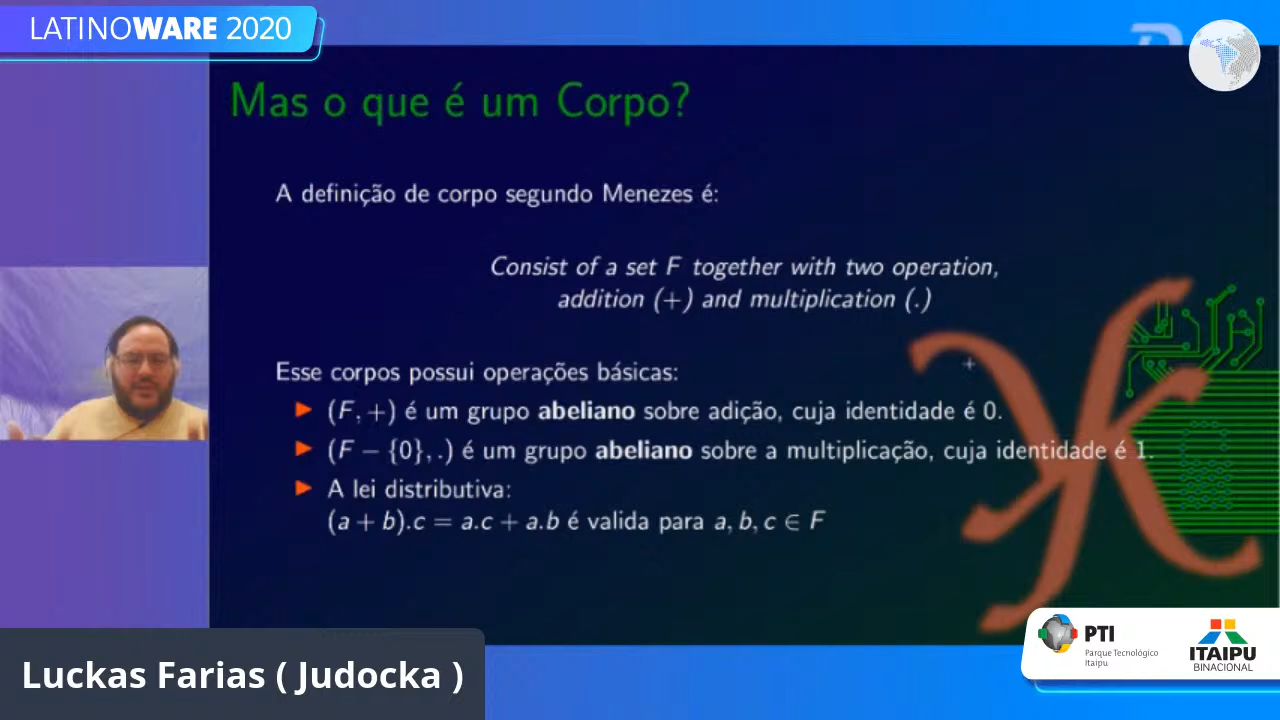 LATINOWARE 2020
Mas o que é um Corpo?
A definição de corpo segundo Menezes é:
Consist of a set F together with two operation,
addition (+) and multiplication (.)
Esse corpos possui operações básicas:
(F, +) é um grupo abeliano sobre adição, cuja identidade é 0.
(F − {0}, .) é um grupo abeliano sobre a multiplicação, cuja identidade é 1.
A lei distributiva:
(a + b).c = a.c + a.b é valida para a, b, c ∈ F
Luckas Farias ( Judocka )
PTI
Parque Tecnológico
Itaipu
ITAIPU
BINACIONAL